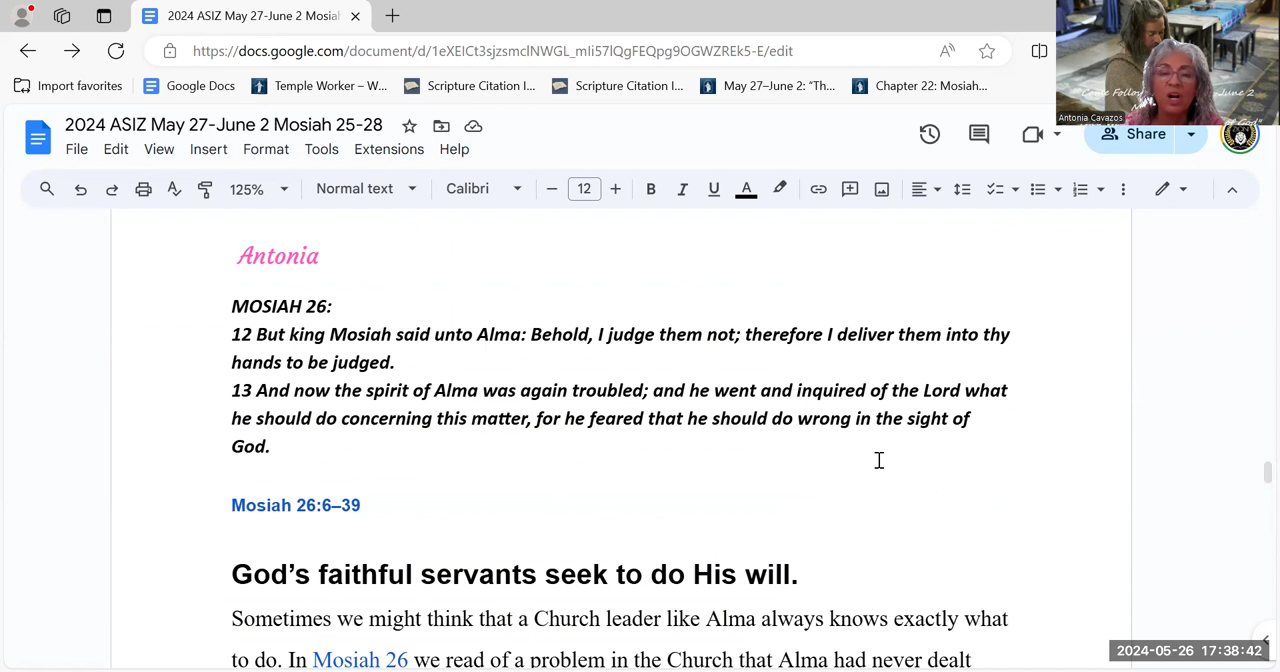 2024 ASIZ May 27-June 2 Mosiah
https://docs.google.com/document/d/1eXEICt3sjzsmclNWGL_mIi57lQgFEQpg9OGWZREk5-E/edit
Import favorites Google Docs Temple Worker – W... Scripture Citation I... Scripture Citation I... May 27–June 2: “Th... Chapter 22: Mosiah...
June 2
of God”
Antonia Cavazos
2024 ASIZ May 27-June 2 Mosiah 25-28
Share
File Edit View Insert Format Tools Extensions Help
125% Normal text Calibri 12 B I U A
Antonia
MOSIAH 26:
12 But king Mosiah said unto Alma: Behold, I judge them not; therefore I deliver them into thy
hands to be judged.
13 And now the spirit of Alma was again troubled; and he went and inquired of the Lord what
he should do concerning this matter, for he feared that he should do wrong in the sight of
God.
Mosiah 26:6–39
God’s faithful servants seek to do His will.
Sometimes we might think that a Church leader like Alma always knows exactly what
to do. In Mosiah 26 we read of a problem in the Church that Alma had never dealt
2024-05-26 17:38:42